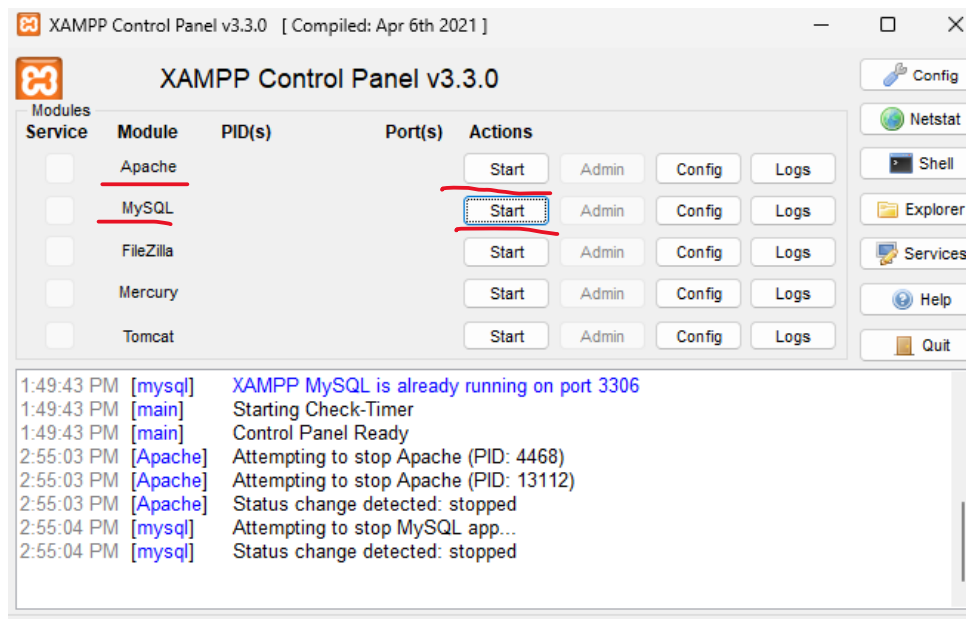 XAMPP Control Panel v3.3.0 [ Compiled: Apr 6th 2021 ]
XAMPP Control Panel v3.3.0
Config
Modules
Service Module PID(s) Port(s) Actions
Netstat
Apache Start Admin Config Logs
Shell
MySQL Start Admin Config Logs
Explorer
FileZilla Start Admin Config Logs
Services
Mercury Start Admin Config Logs
Help
Tomcat Start Admin Config Logs
Quit
1:49:43 PM [mysql] XAMPP MySQL is already running on port 3306
1:49:43 PM [main] Starting Check-Timer
1:49:43 PM [main] Control Panel Ready
2:55:03 PM [Apache] Attempting to stop Apache (PID: 4468)
2:55:03 PM [Apache] Attempting to stop Apache (PID: 13112)
2:55:03 PM [Apache] Status change detected: stopped
2:55:04 PM [mysql] Attempting to stop MySQL app...
2:55:04 PM [mysql] Status change detected: stopped